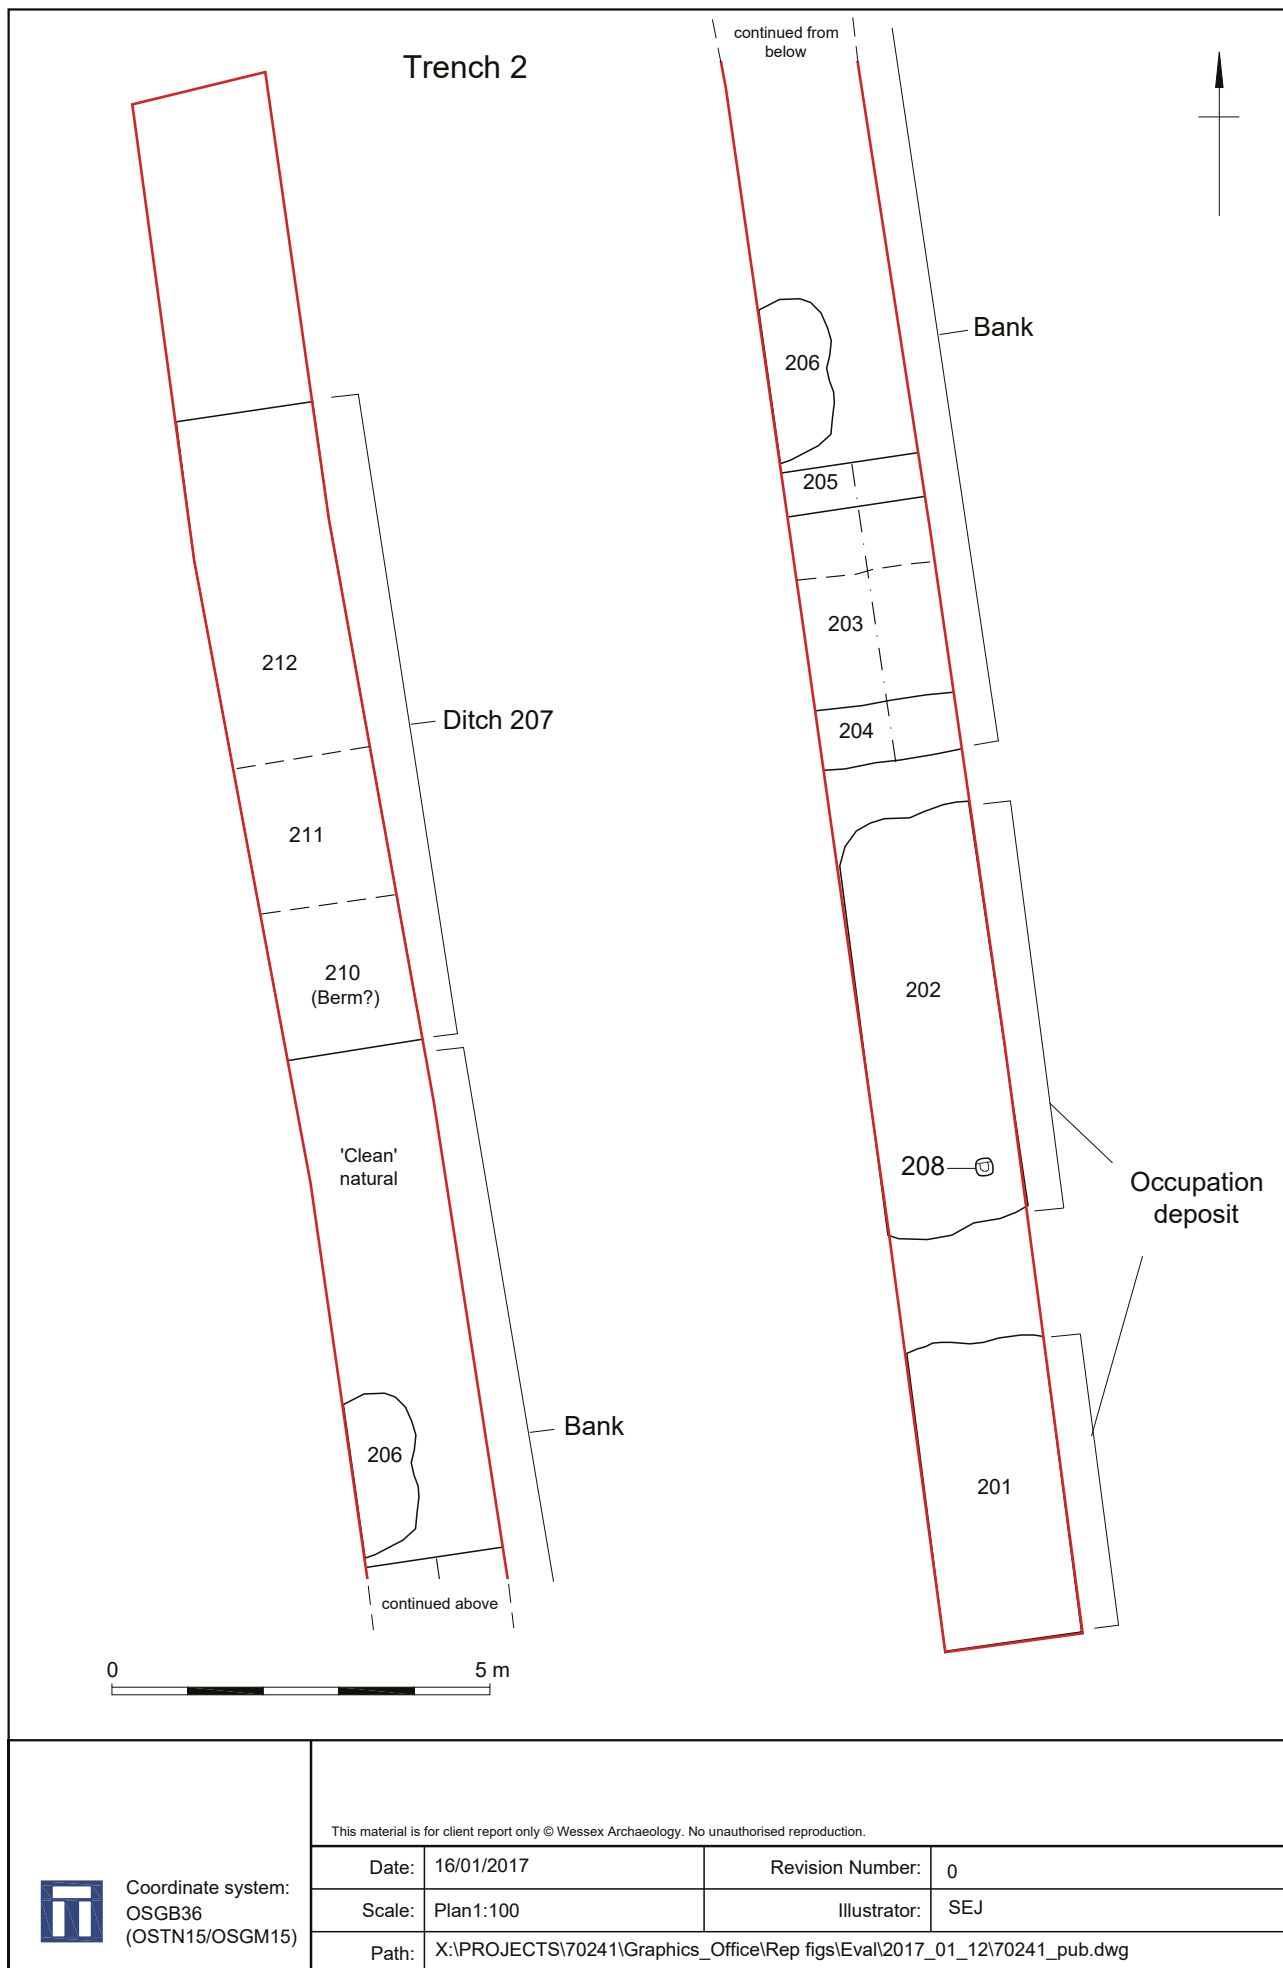 Trench 2
212
211
210
(Berm?)
Ditch 207
'Clean'
natural
206
Bank
continued above
0 5 m
continued from
below
Bank
206
205
203
204
202
208
Occupation
deposit
201
This material is for client report only © Wessex Archaeology. No unauthorised reproduction.
Coordinate system:
OSGB36
(OSTN15/OSGM15)
Date: 16/01/2017 Revision Number: 0
Scale: Plan1:100 Illustrator: SEJ
Path: X:\PROJECTS\70241\Graphics_Office\Rep figs\Eval\2017_01_12\70241_pub.dwg